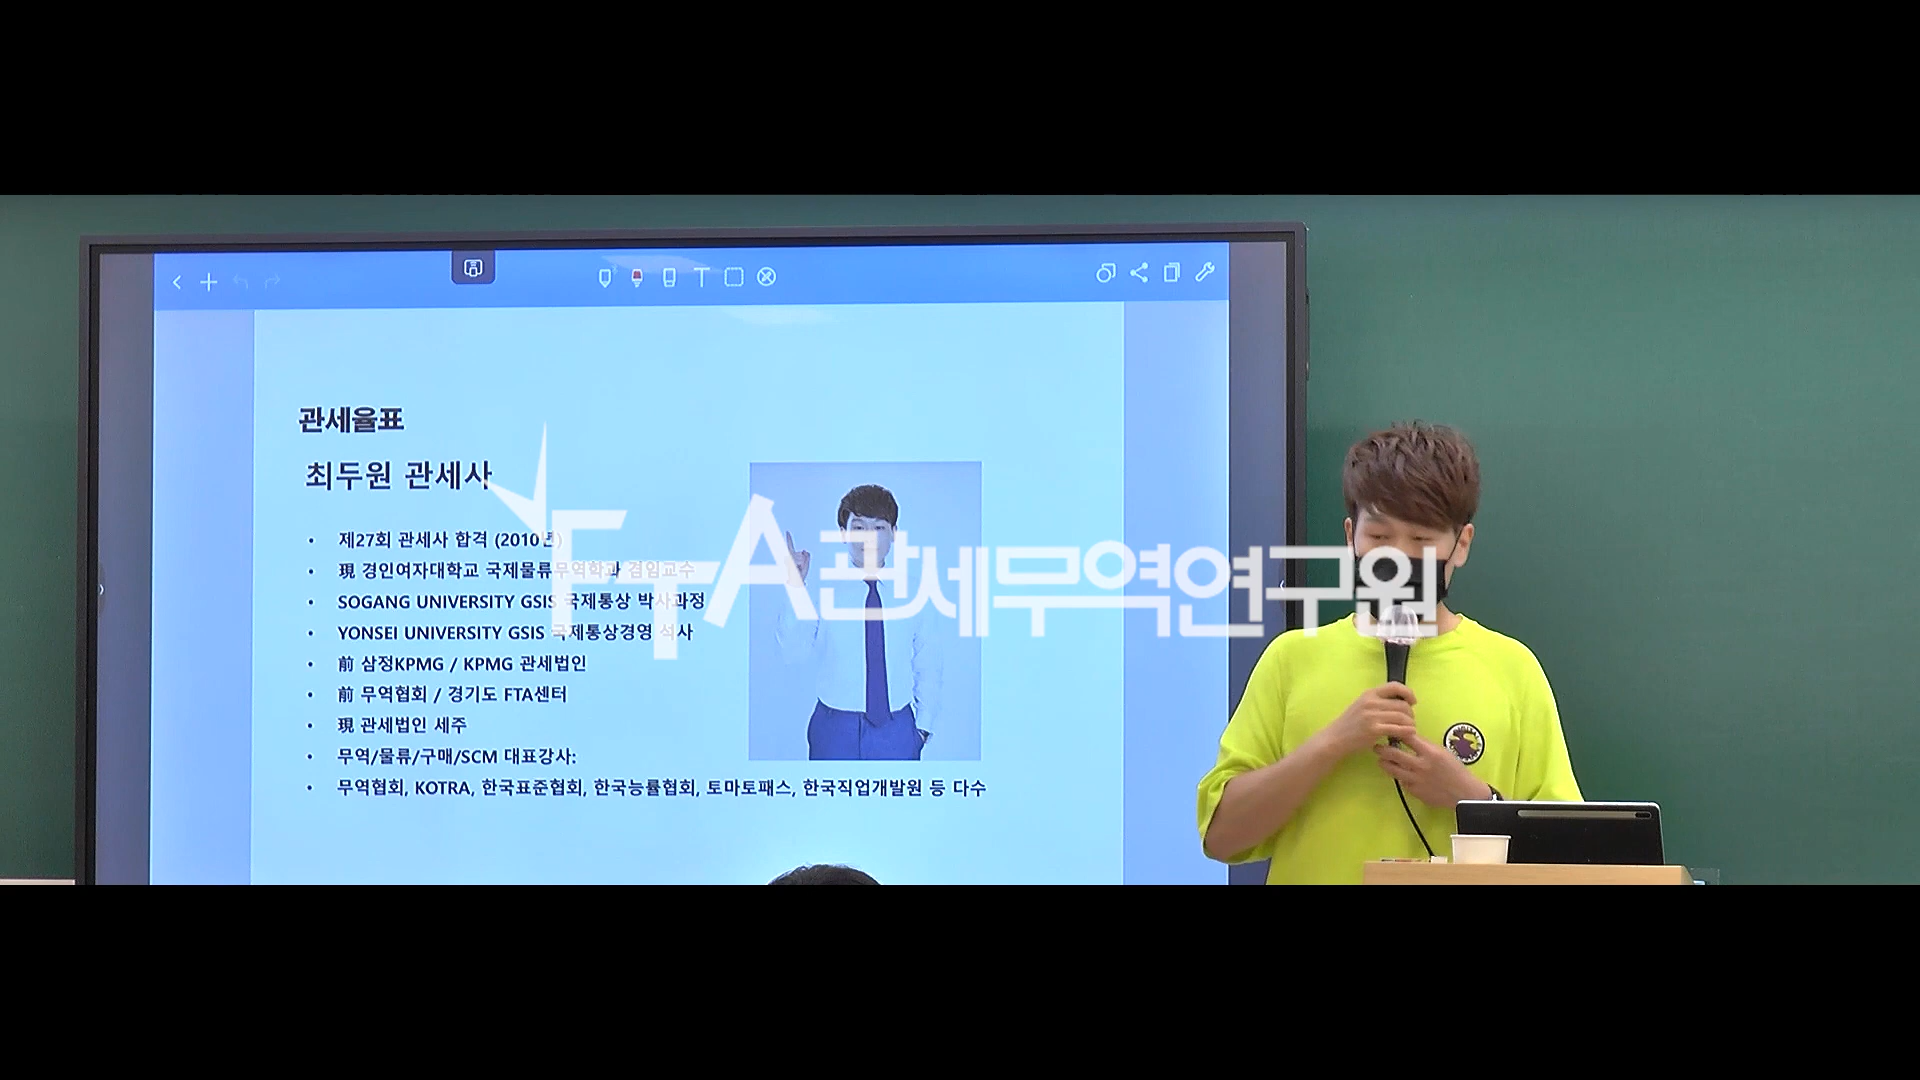 관세율표
최두원 관세사
• 제27회 관세사 합격 (2010년)
• 現 경인여자대학교 국제물류무역학과 겸임교수
• SOGANG UNIVERSITY GSIS 국제통상 박사과정
• YONSEI UNIVERSITY GSIS 국제통상경영 석사
• 前 삼정KPMG / KPMG 관세법인
• 前 무역협회 / 경기도 FTA센터
• 現 관세법인 세주
• 무역/물류/구매/SCM 대표강사:
• 무역협회, KOTRA, 한국표준협회, 한국능률협회, 토마토패스, 한국직업개발원 등 다수
FTA관세무역연구원